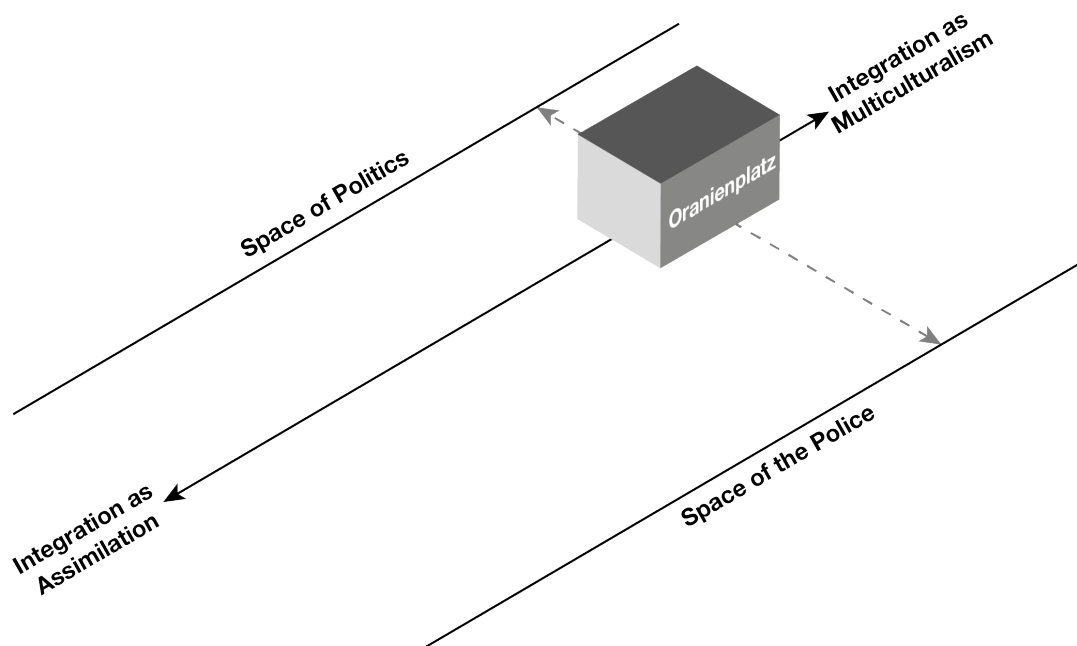 Integration as
Multiculturalism
Space of Politics
Oranienplatz
Space of the Police
Integration as
Assimilation